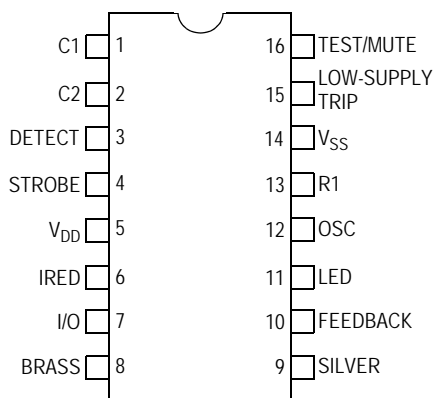 C1 1 16 TEST/MUTE
C2 2 15 LOW-SUPPLY
TRIP
DETECT 3 14 VSS
STROBE 4 13 R1
VDD 5 12 OSC
IRED 6 11 LED
I/O 7 10 FEEDBACK
BRASS 8 9 SILVER